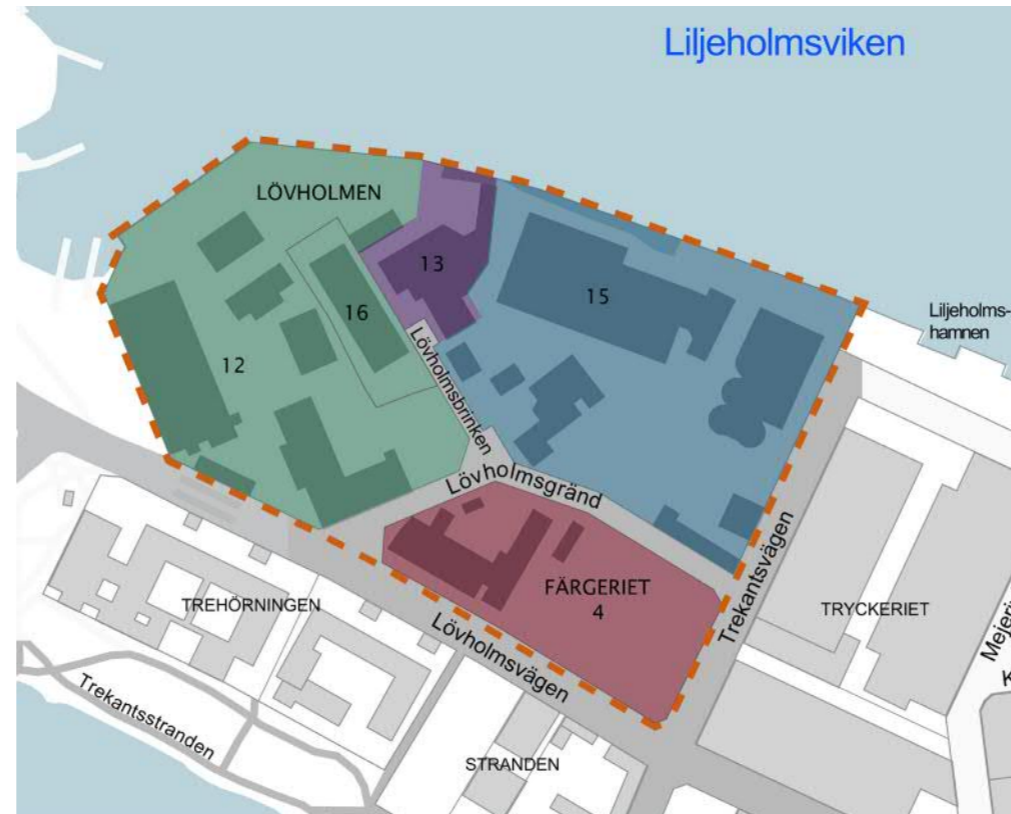 Liljeholmsviken
LÖVHOLMEN
13
15
16
12
Liljeholms-
hamnen
Lövholmsbrinken
Lövholmsgränd
FÄRGERIET
4
Trekantsvägen
TREHÖRNINGEN
TRYCKERIET
Lövholmsvägen
Trekantsstranden
STRANDEN